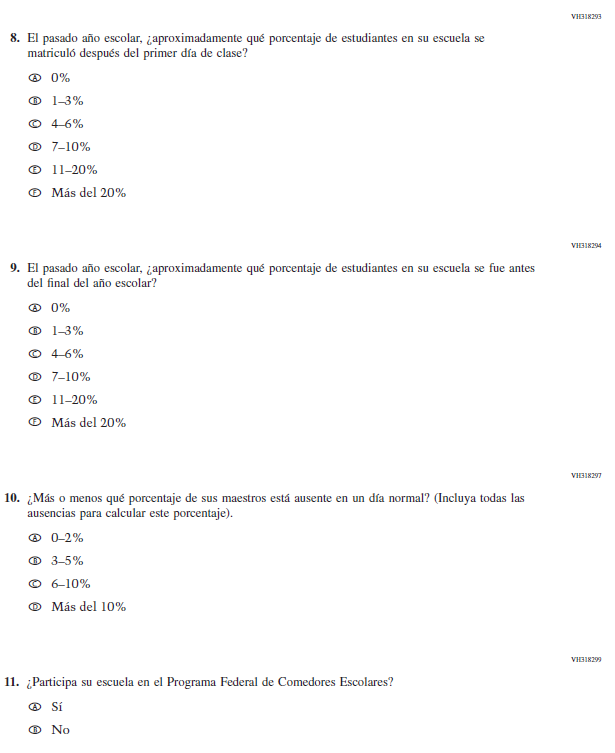 VH318293
8. El pasado año escolar, ¿aproximadamente qué porcentaje de estudiantes en su escuela se
matriculó después del primer día de clase?
Ⓐ 0%
Ⓑ 1–3%
Ⓒ 4–6%
Ⓓ 7–10%
Ⓔ 11–20%
Ⓕ Más del 20%
VH318294
9. El pasado año escolar, ¿aproximadamente qué porcentaje de estudiantes en su escuela se fue antes
del final del año escolar?
Ⓐ 0%
Ⓑ 1–3%
Ⓒ 4–6%
Ⓓ 7–10%
Ⓔ 11–20%
Ⓕ Más del 20%
VH318297
10. ¿Más o menos qué porcentaje de sus maestros está ausente en un día normal? (Incluya todas las
ausencias para calcular este porcentaje).
Ⓐ 0–2%
Ⓑ 3–5%
Ⓒ 6–10%
Ⓓ Más del 10%
VH318299
11. ¿Participa su escuela en el Programa Federal de Comedores Escolares?
Ⓐ Sí
Ⓑ No